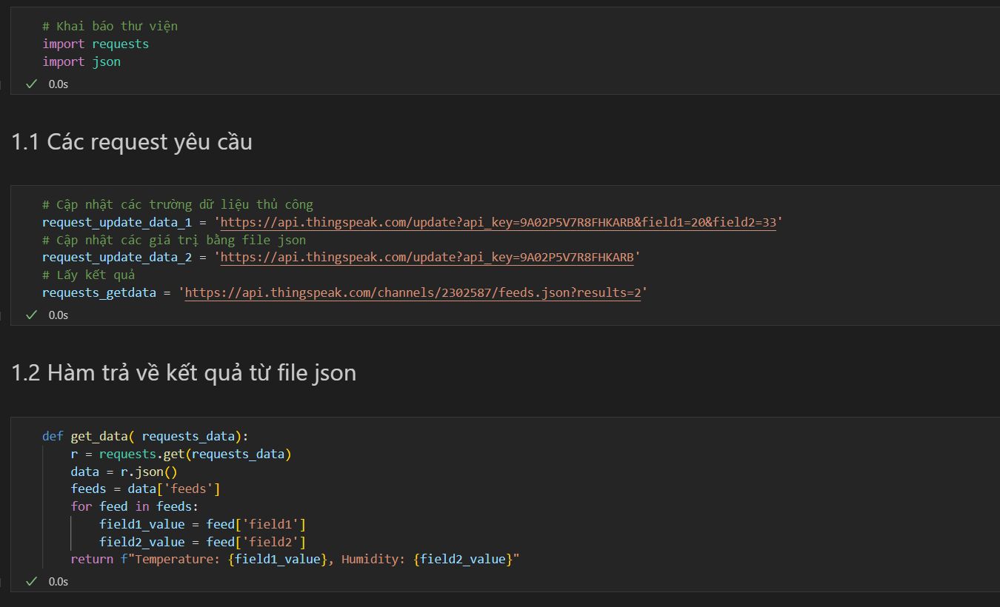 # Khai báo thư viện
import requests
import json
0.0s
1.1 Các request yêu cầu
# Cập nhật các trường dữ liệu thủ công
request_update_data_1 = 'https://api.thingspeak.com/update?api_key=9A02P5V7R8FHKARB&field1=20&field2=33'
# Cập nhật các giá trị bằng file json
request_update_data_2 = 'https://api.thingspeak.com/update?api_key=9A02P5V7R8FHKARB'
# Lấy kết quả
requests_getdata = 'https://api.thingspeak.com/channels/2302587/feeds.json?results=2'
0.0s
1.2 Hàm trả về kết quả từ file json
def get_data( requests_data):
    r = requests.get(requests_data)
    data = r.json()
    feeds = data['feeds']
    for feed in feeds:
        field1_value = feed['field1']
        field2_value = feed['field2']
    return f"Temperature: {field1_value}, Humidity: {field2_value}"
0.0s